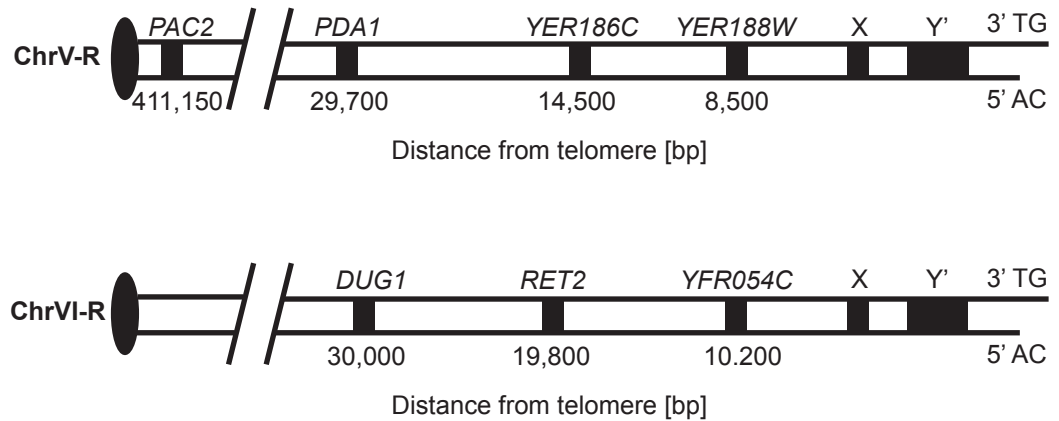 PAC2 PDA1 YER186C YER188W X Y’ 3’ TG
ChrV-R
411,150 29,700 14,500 8,500 5’ AC
Distance from telomere [bp]
DUG1 RET2 YFR054C X Y’ 3’ TG
ChrVI-R
30,000 19,800 10.200 5’ AC
Distance from telomere [bp]